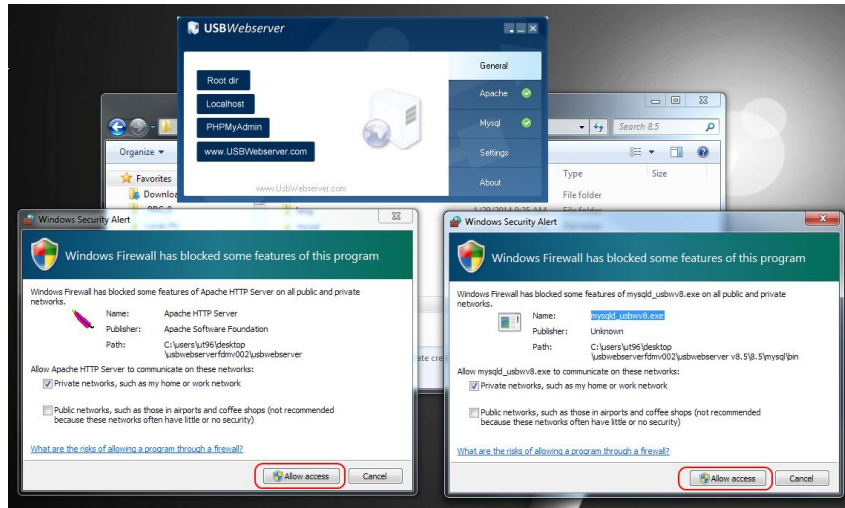 USBWebserver
General
Root dir
Apache
Localhost
Mysql
PHPMyAdmin
Search 8.5
www.USBWebserver.com
Settings
Organize
Favorites
www.UsbWebserver.com
About
Type
Size
File folder
1/20/2014 9:25 AM
Windows Security Alert
Windows Firewall has blocked some features of this program
Windows Firewall has blocked some features of Apache HTTP Server on all public and private
networks.
Name: Apache HTTP Server
Publisher: Apache Software Foundation
Path: C:\users\ut96\desktop
\usbwebserverfdmv002\usbwebserver
Allow Apache HTTP Server to communicate on these networks:
Private networks, such as my home or work network
Public networks, such as those in airports and coffee shops (not recommended
because these networks often have little or no security)
What are the risks of allowing a program through a firewall?
Allow access
Cancel
Windows Security Alert
Windows Firewall has blocked some features of this program
Windows Firewall has blocked some features of mysqld_usbwv8.exe on all public and private
networks.
Name: mysqld_usbwv8.exe
Publisher: Unknown
Path: C:\users\ut96\desktop
\usbwebserverfdmv002\usbwebserver v8.5\8.5\mysql\bin
Allow mysqld_usbwv8.exe to communicate on these networks:
Private networks, such as my home or work network
Public networks, such as those in airports and coffee shops (not recommended
because these networks often have little or no security)
What are the risks of allowing a program through a firewall?
Allow access
Cancel